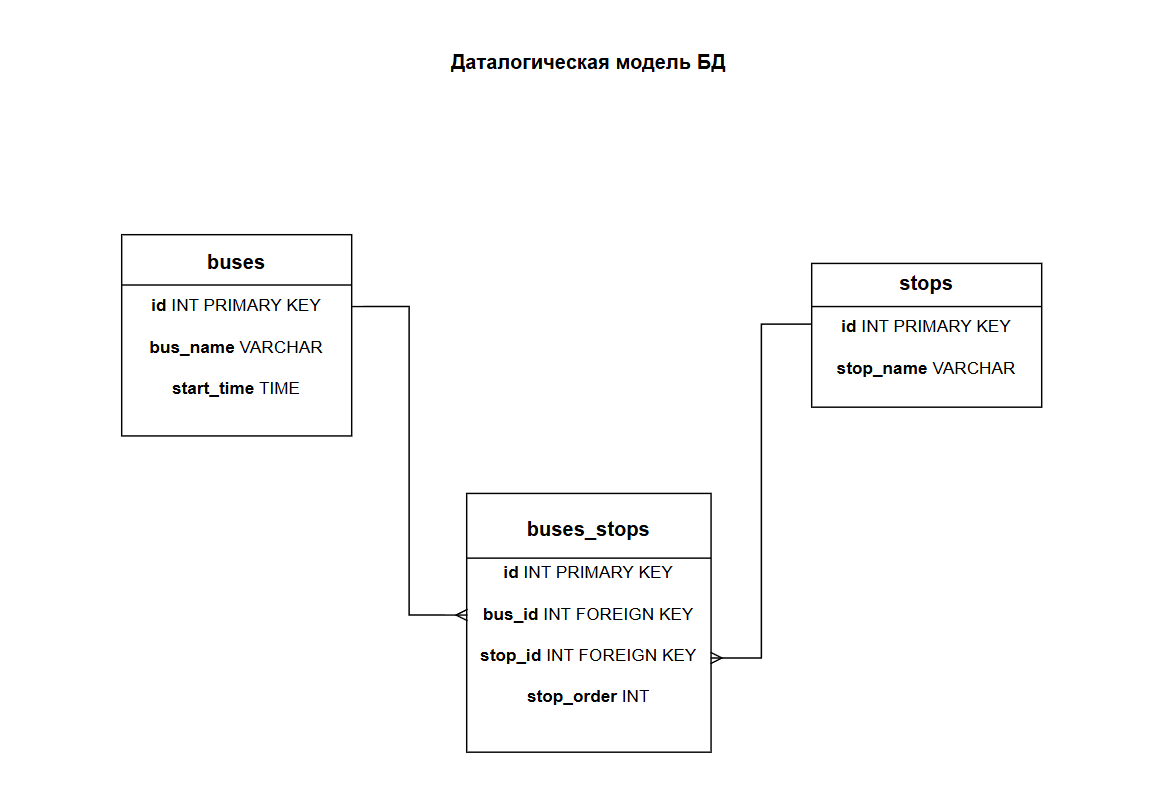 Даталогическая модель БД
buses
id INT PRIMARY KEY
bus_name VARCHAR
start_time TIME
stops
id INT PRIMARY KEY
stop_name VARCHAR
buses_stops
id INT PRIMARY KEY
bus_id INT FOREIGN KEY
stop_id INT FOREIGN KEY
stop_order INT